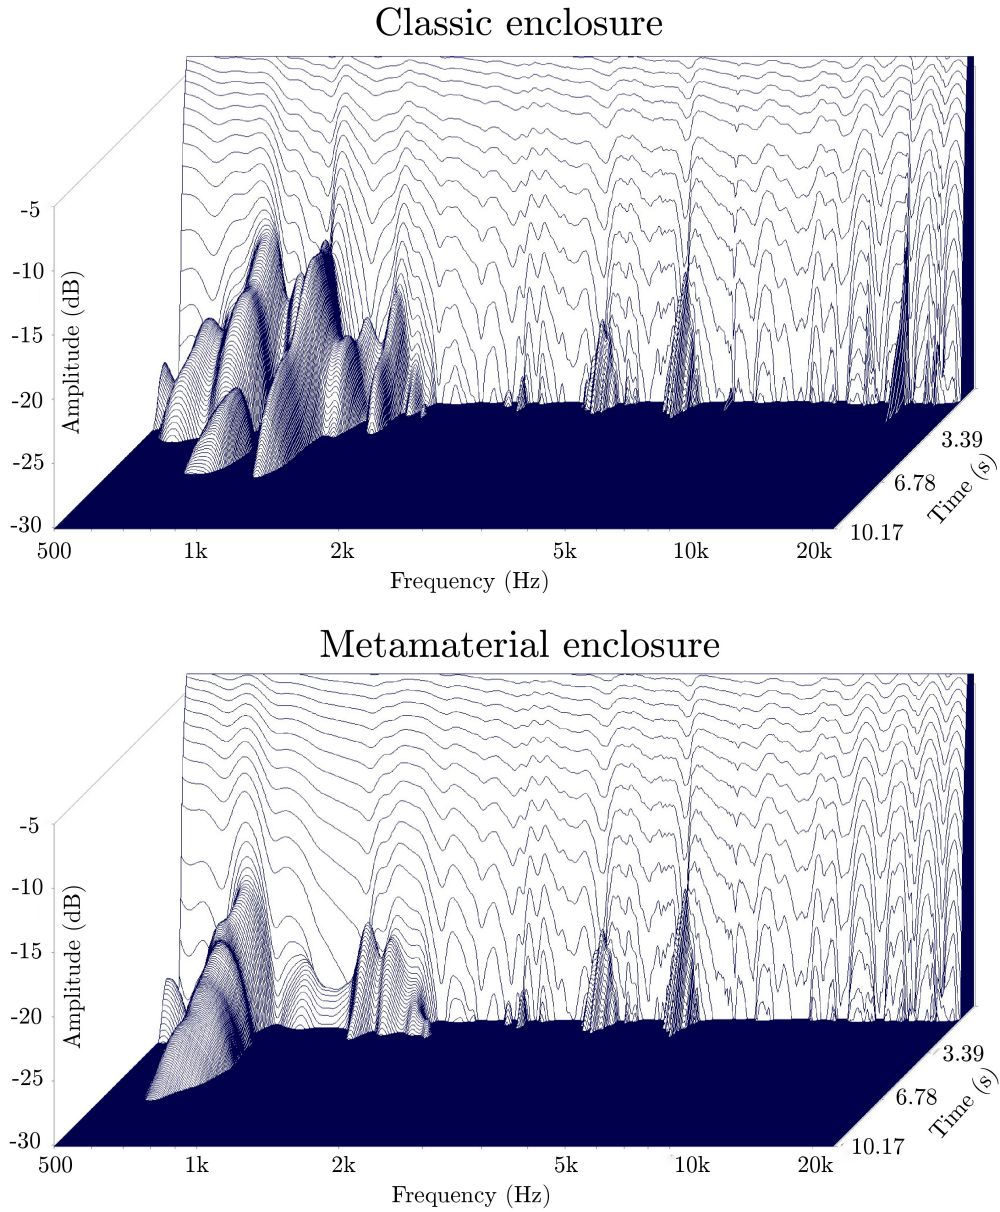 Classic enclosure
-5
-10
-15
-20
-25
-30
Amplitude (dB)
500 1k 2k 5k 10k 20k
Frequency (Hz)
3.39
6.78
10.17
Time (s)
Metamaterial enclosure
-5
-10
-15
-20
-25
-30
Amplitude (dB)
500 1k 2k 5k 10k 20k
Frequency (Hz)
3.39
6.78
10.17
Time (s)